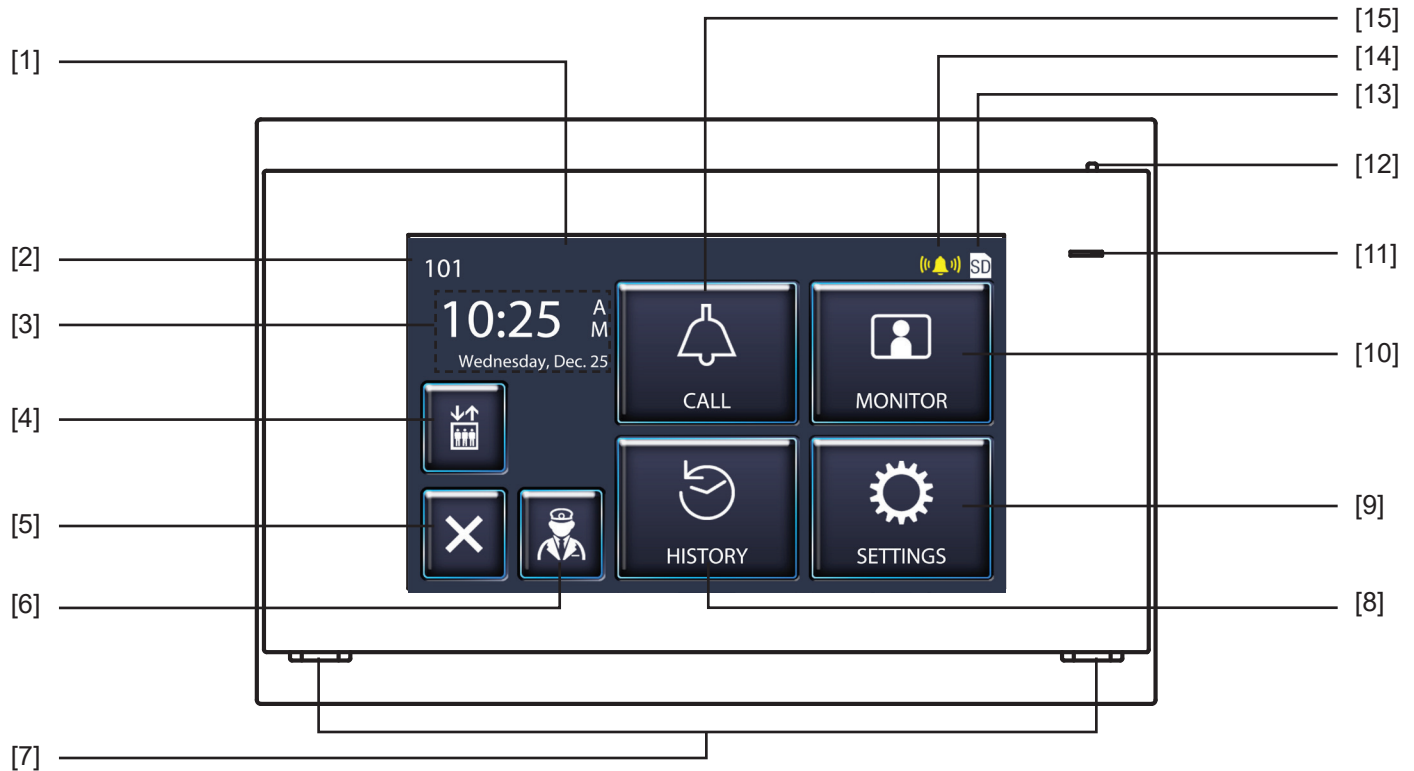 [15]
[1]
[14]
[13]
[12]
[2]
101
SD
[11]
[3]
10:25 AM
Wednesday, Dec. 25
[10]
CALL
MONITOR
[4]
[5]
[9]
HISTORY
SETTINGS
[6]
[8]
[7]